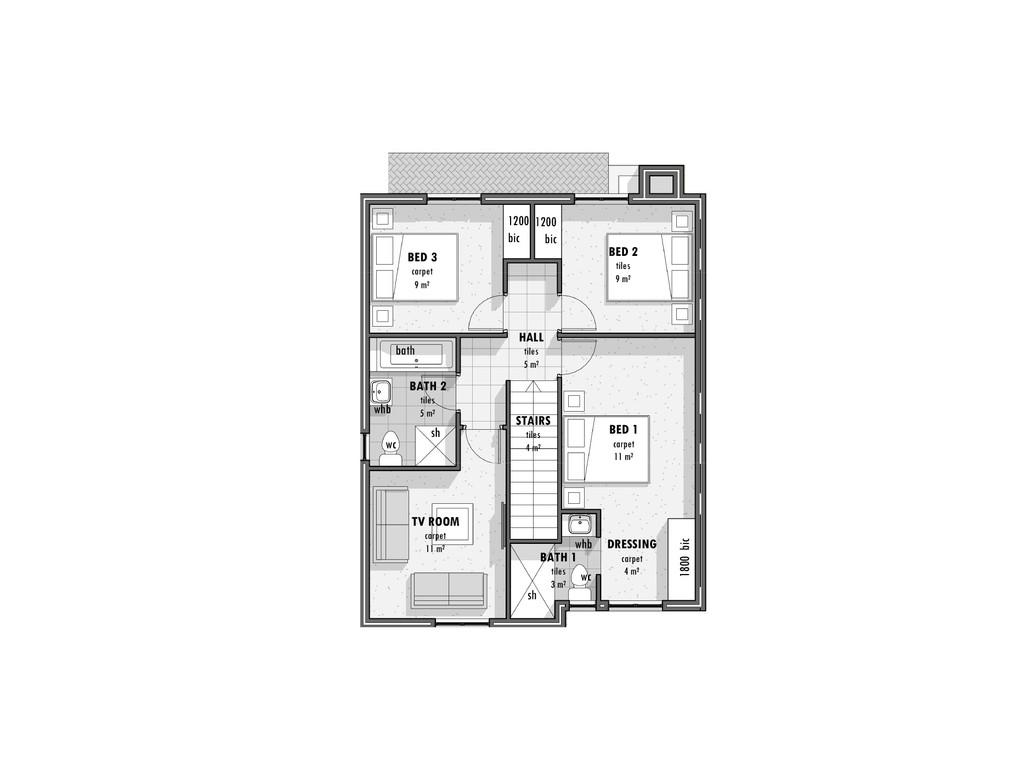 1200
bic
1200
bic
BED 3
carpet
9 m²
BED 2
tiles
9 m²
HALL
tiles
5 m²
bath
BATH 2
tiles
5 m²
whb
sh
wc
STAIRS
tiles
4 m²
BED 1
carpet
11 m²
TV ROOM
carpet
11 m²
whb
BATH 1
tiles
3 m²
wc
sh
DRESSING
carpet
4 m²
1800 bic